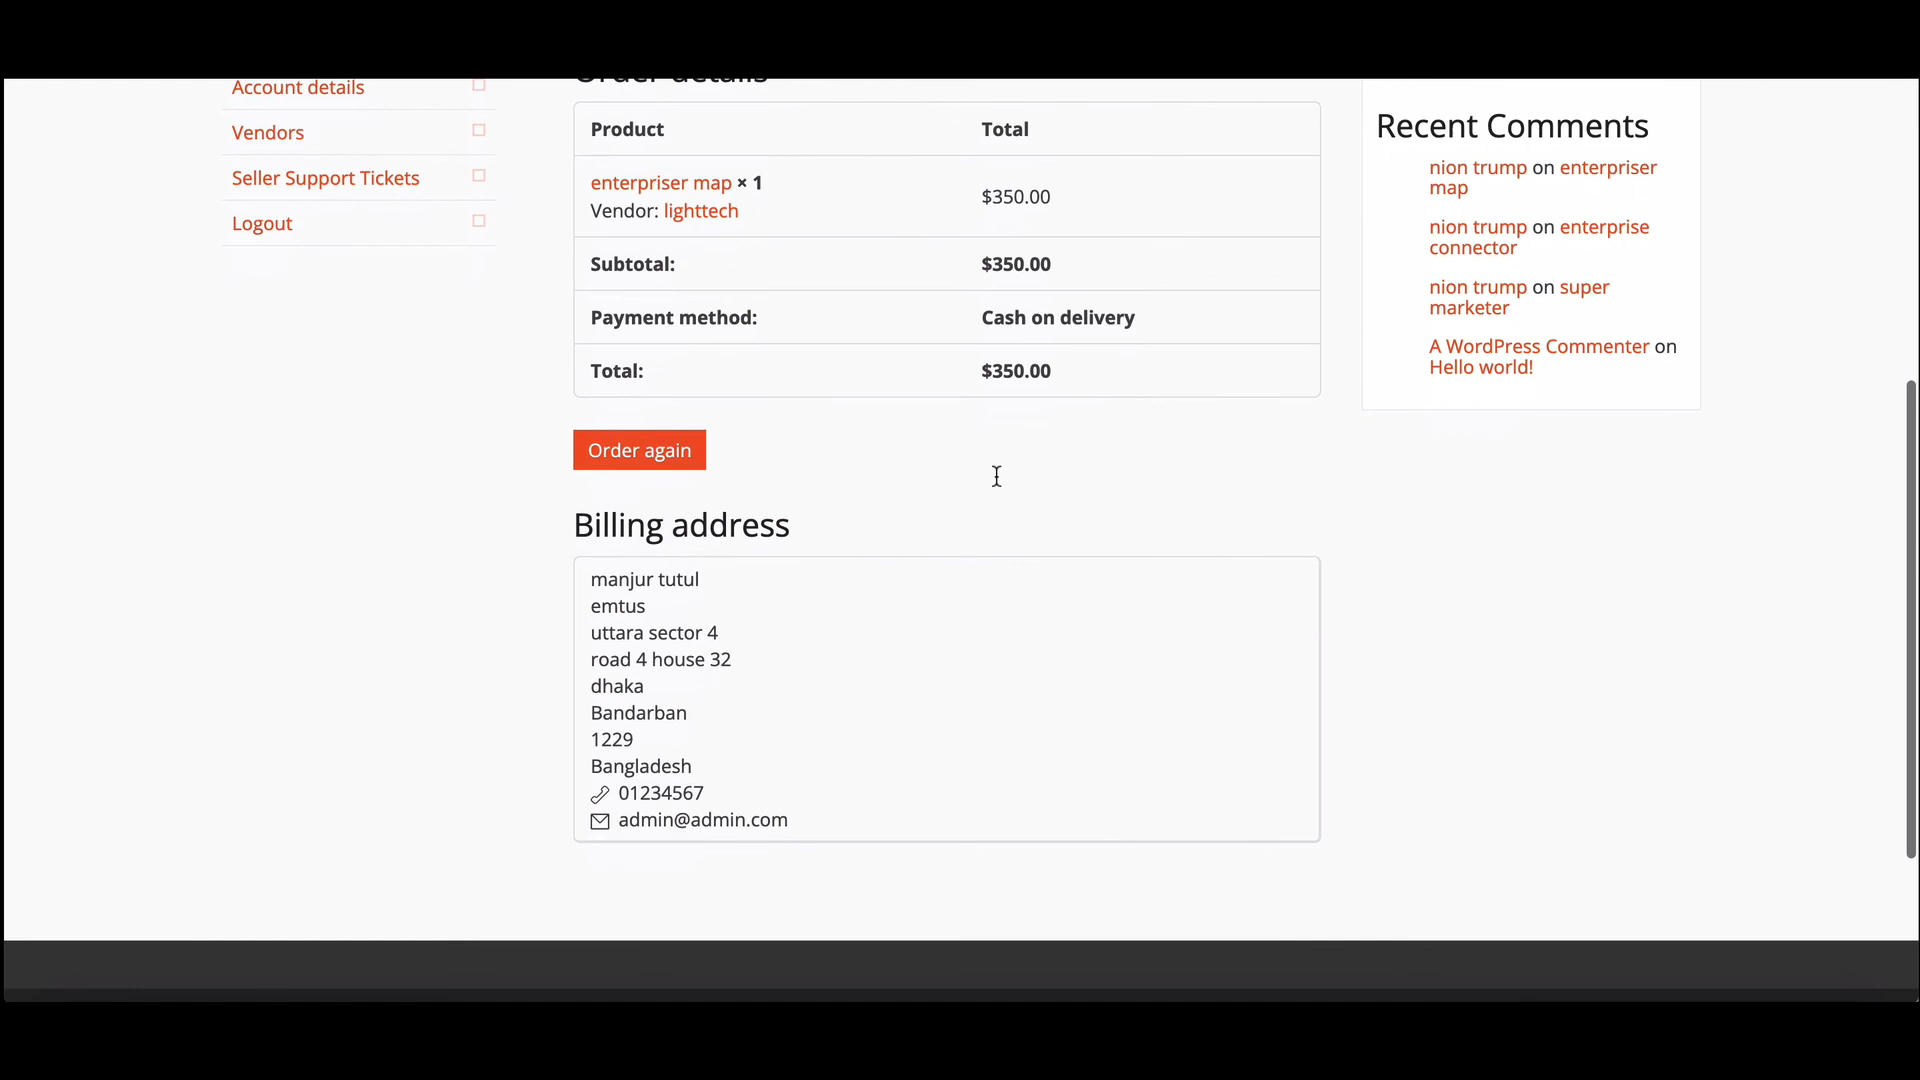 Order details
Account details
Vendors
Seller Support Tickets
Logout
Product Total
enterpriser map × 1
Vendor: lighttech
$350.00
Subtotal: $350.00
Payment method: Cash on delivery
Total: $350.00
Order again
Billing address
manjur tutul
emtus
uttara sector 4
road 4 house 32
dhaka
Bandarban
1229
Bangladesh
01234567
admin@admin.com
Recent Comments
nion trump on enterpriser
map
nion trump on enterprise
connector
nion trump on super
marketer
A WordPress Commenter on
Hello world!